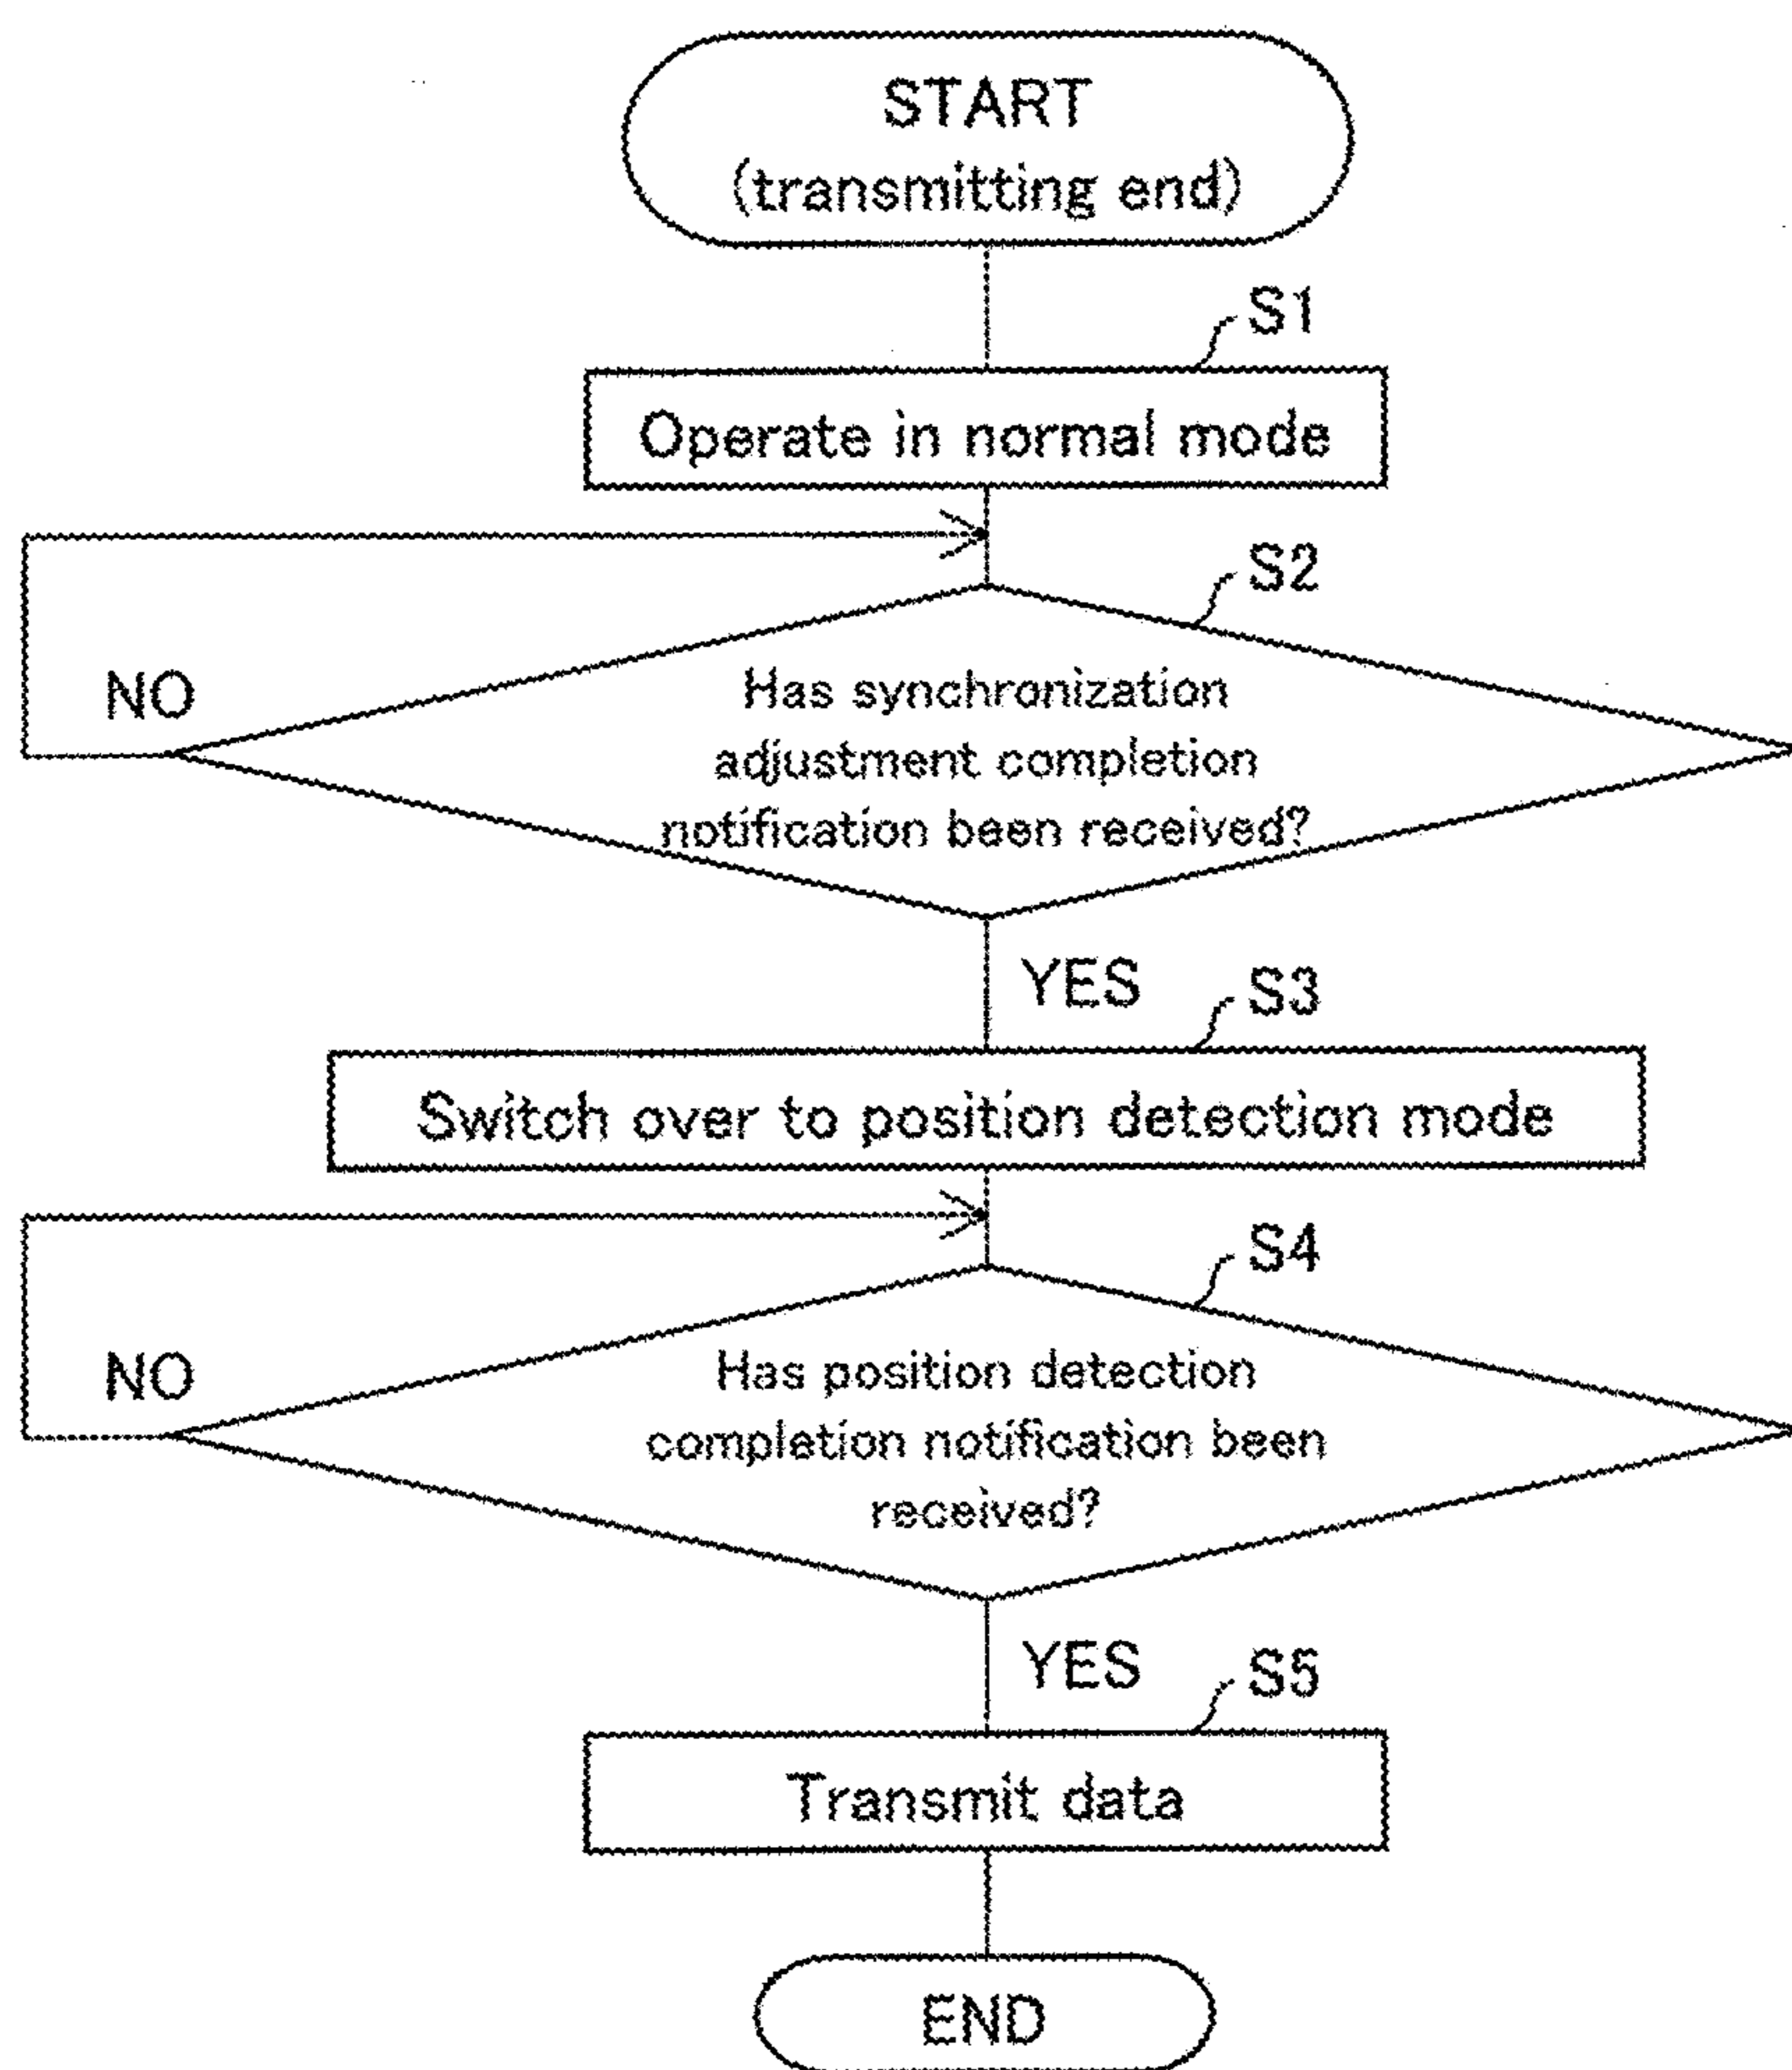 START
(transmitting end)
S1
Operate in normal mode
S2
NO
Has synchronization
adjustment completion
notification been received?
YES
S3
Switch over to position detection mode
S4
NO
Has position detection
completion notification been
received?
YES
S5
Transmit data
END